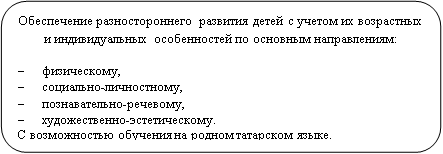 Обеспечение разностороннего развития детей с учетом их возрастных
и индивидуальных особенностей по основным направлениям:
– физическому,
– социально-личностному,
– познавательно-речевому,
– художественно-эстетическому.
С возможностью обучения на родном татарском языке.